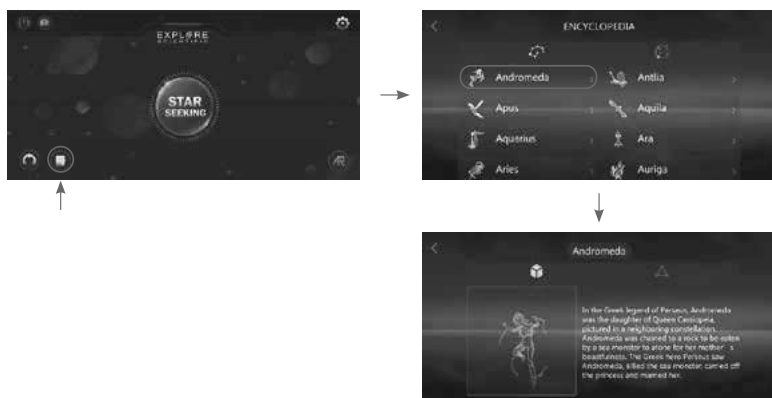 EXPLORE
SCIENTIFIC
STAR
SEEKING
AR
ENCYCLOPEDIA
Andromeda
Antlia
Apus
Aquila
Aquarius
Ara
Aries
Auriga
Andromeda
In the Greek legend of Perseus, Andromeda
was the daughter of Queen Cassiopeia,
pictured in a neighboring constellation.
Andromeda was chained to a rock to be eaten
by a sea monster to atone for her mother s
beautifulness. The Greek hero Perseus saw
Andromeda, killed the sea monster, carried off
the princess and married her.